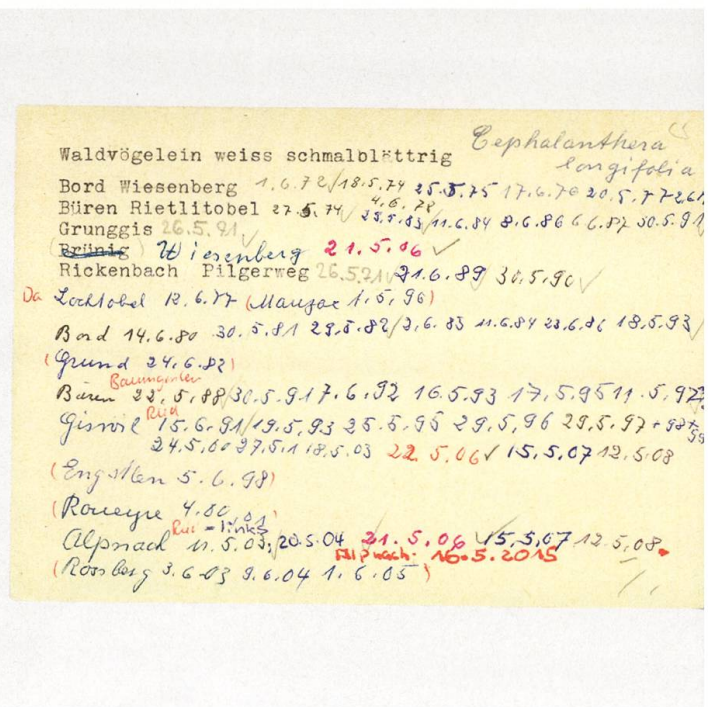 Cephalanthera
longifolia
Waldvögelein weiss schmalblättrig
Bord Wiesenberg 1.6.72/18.5.74 25.5.75 17.6.76 20.5.77
4.6.78
Büren Rietlitobel 27.5.74 25.5.83/11.6.84 8.6.86 6.6.87 30.5.91
Grunggis 26.5.91
(Brünig) Wiesenberg 21.5.06
Rickenbach Pilgerweg 26.5.71 21.6.89 30.5.90
Lochtobel 12.6.77 (1.5.96)
Bord 14.6.80 30.5.81 29.5.82/2.6.83 11.6.84 23.6.86 18.5.93
(Grund 24.6.82)
Baumgarten
Büren 22.5.88/30.5.91 7.6.92 16.5.93 17.5.95 11.5.97
Ried
Giswil 15.6.91/19.5.93 25.5.95 29.5.96 29.5.97 + 98 +
99
24.5.00 27.5.1 18.5.03 22.5.06 15.5.07 12.5.08
(Engstlen 5.6.98)
(Roueyre 4.00, 01)
- links
Alpnach 11.5.03, 20.5.04 21.5.06 15.5.07 12.5.08.
Alpnach. 16.5.2015
(Rossberg 3.6.03 9.6.04 1.6.05)